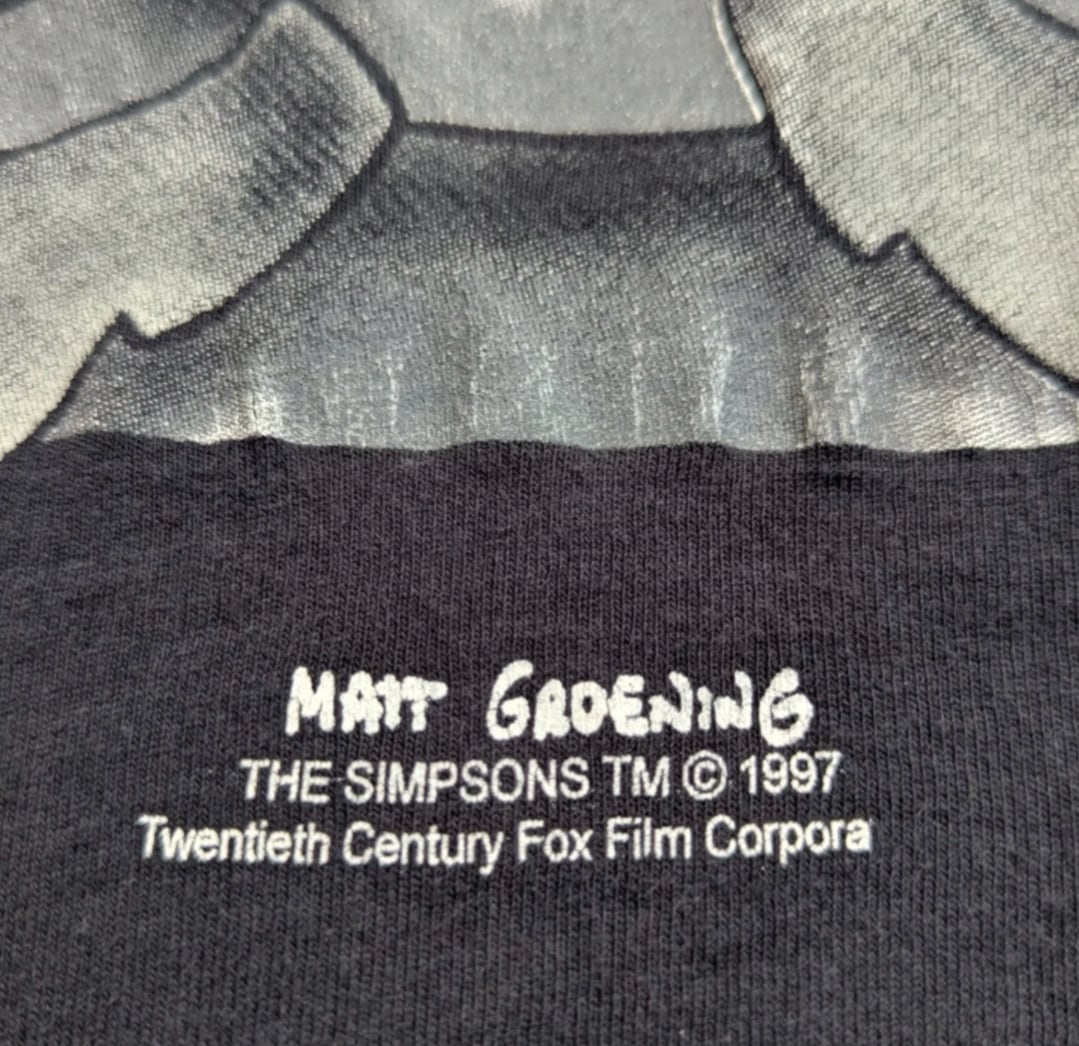 MATT GROENING
THE SIMPSONS TM © 1997
Twentieth Century Fox Film Corpora